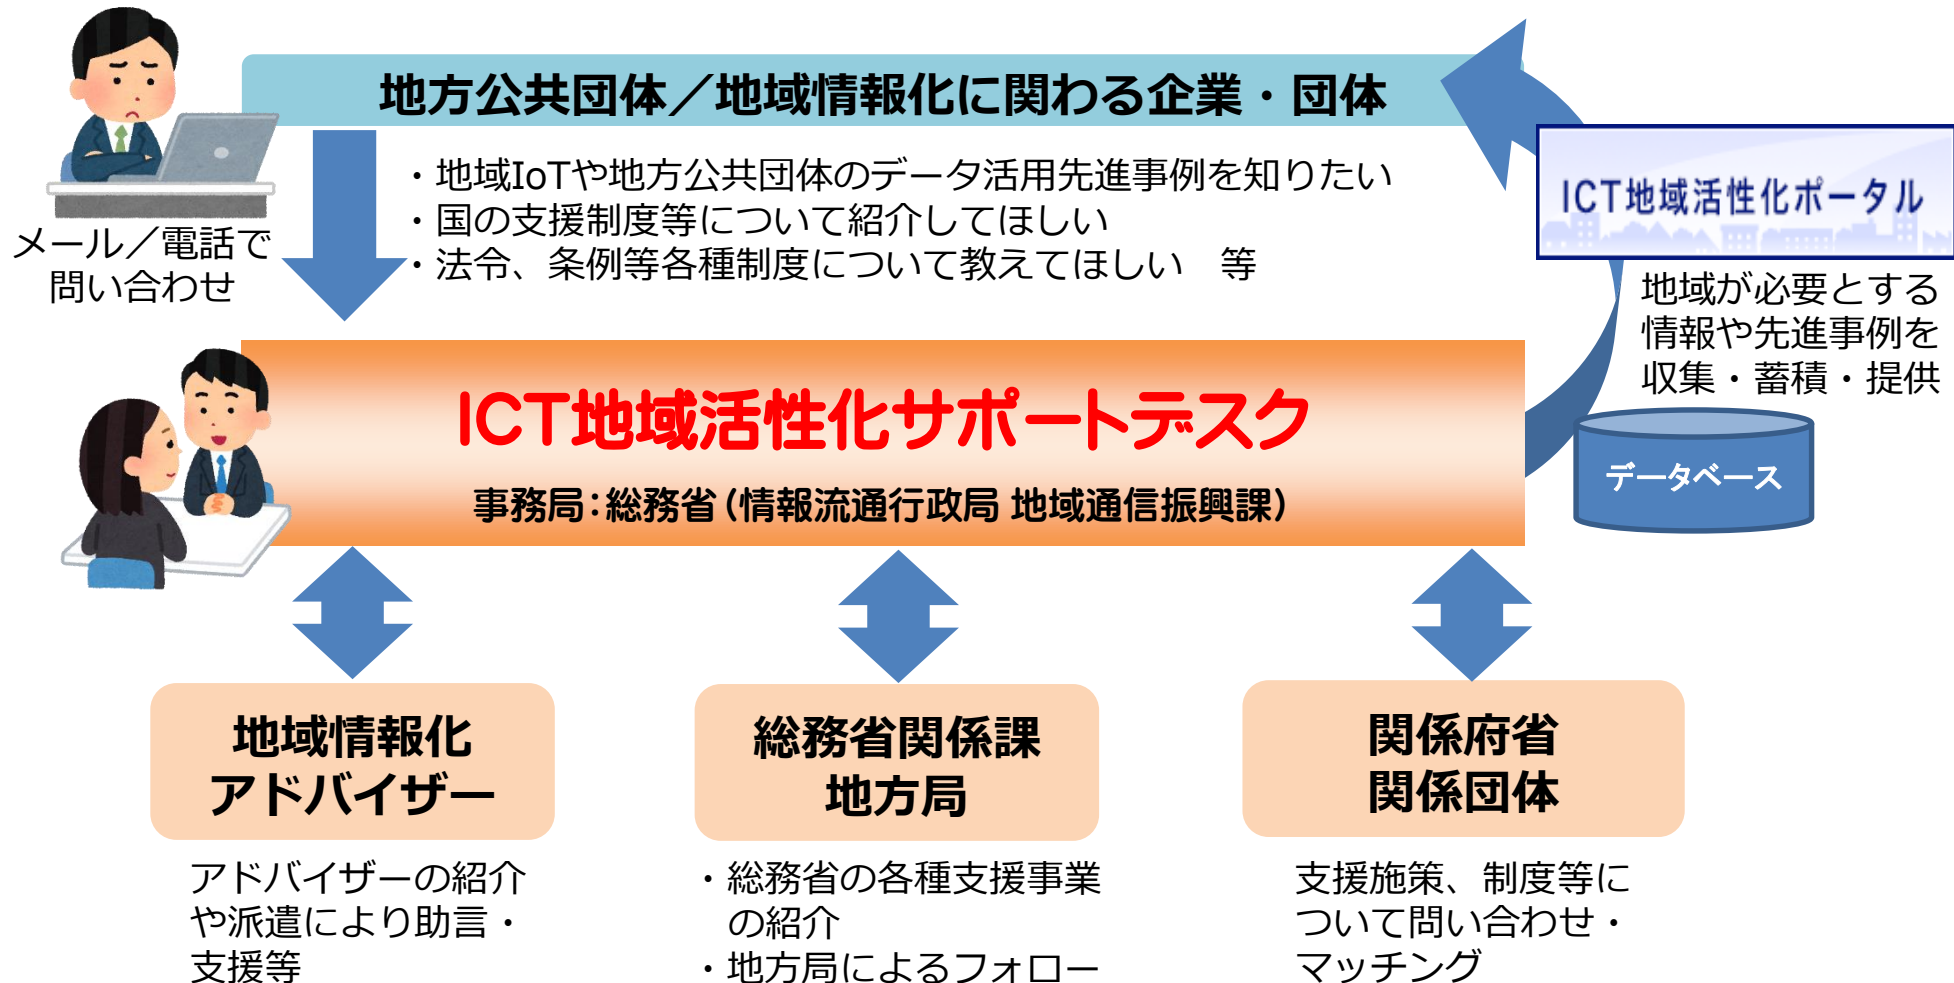 地方公共団体／地域情報化に関わる企業・団体
・地域IoTや地方公共団体のデータ活用先進事例を知りたい
・国の支援制度等について紹介してほしい
・法令、条例等各種制度について教えてほしい　等
メール／電話で
問い合わせ
ICT地域活性化ポータル
地域が必要とする
情報や先進事例を
収集・蓄積・提供
データベース
ICT地域活性化サポートデスク
事務局：総務省（情報流通行政局 地域通信振興課）
地域情報化
アドバイザー
アドバイザーの紹介
や派遣により助言・
支援等
総務省関係課
地方局
・総務省の各種支援事業
の紹介
・地方局によるフォロー
関係府省
関係団体
支援施策、制度等に
ついて問い合わせ・
マッチング